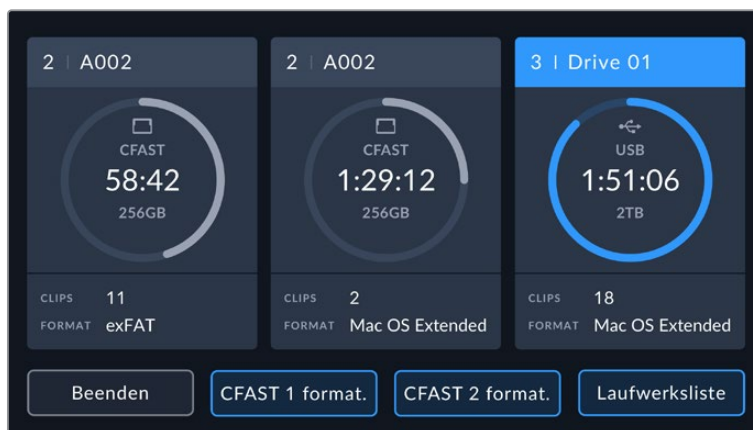 2 | A002
CFAST
58:42
256GB
CLIPS 11
FORMAT exFAT
2 | A002
CFAST
1:29:12
256GB
CLIPS 2
FORMAT Mac OS Extended
3 | Drive 01
USB
1:51:06
2TB
CLIPS 18
FORMAT Mac OS Extended
Beenden
CFAST 1 format.
CFAST 2 format.
Laufwerksliste